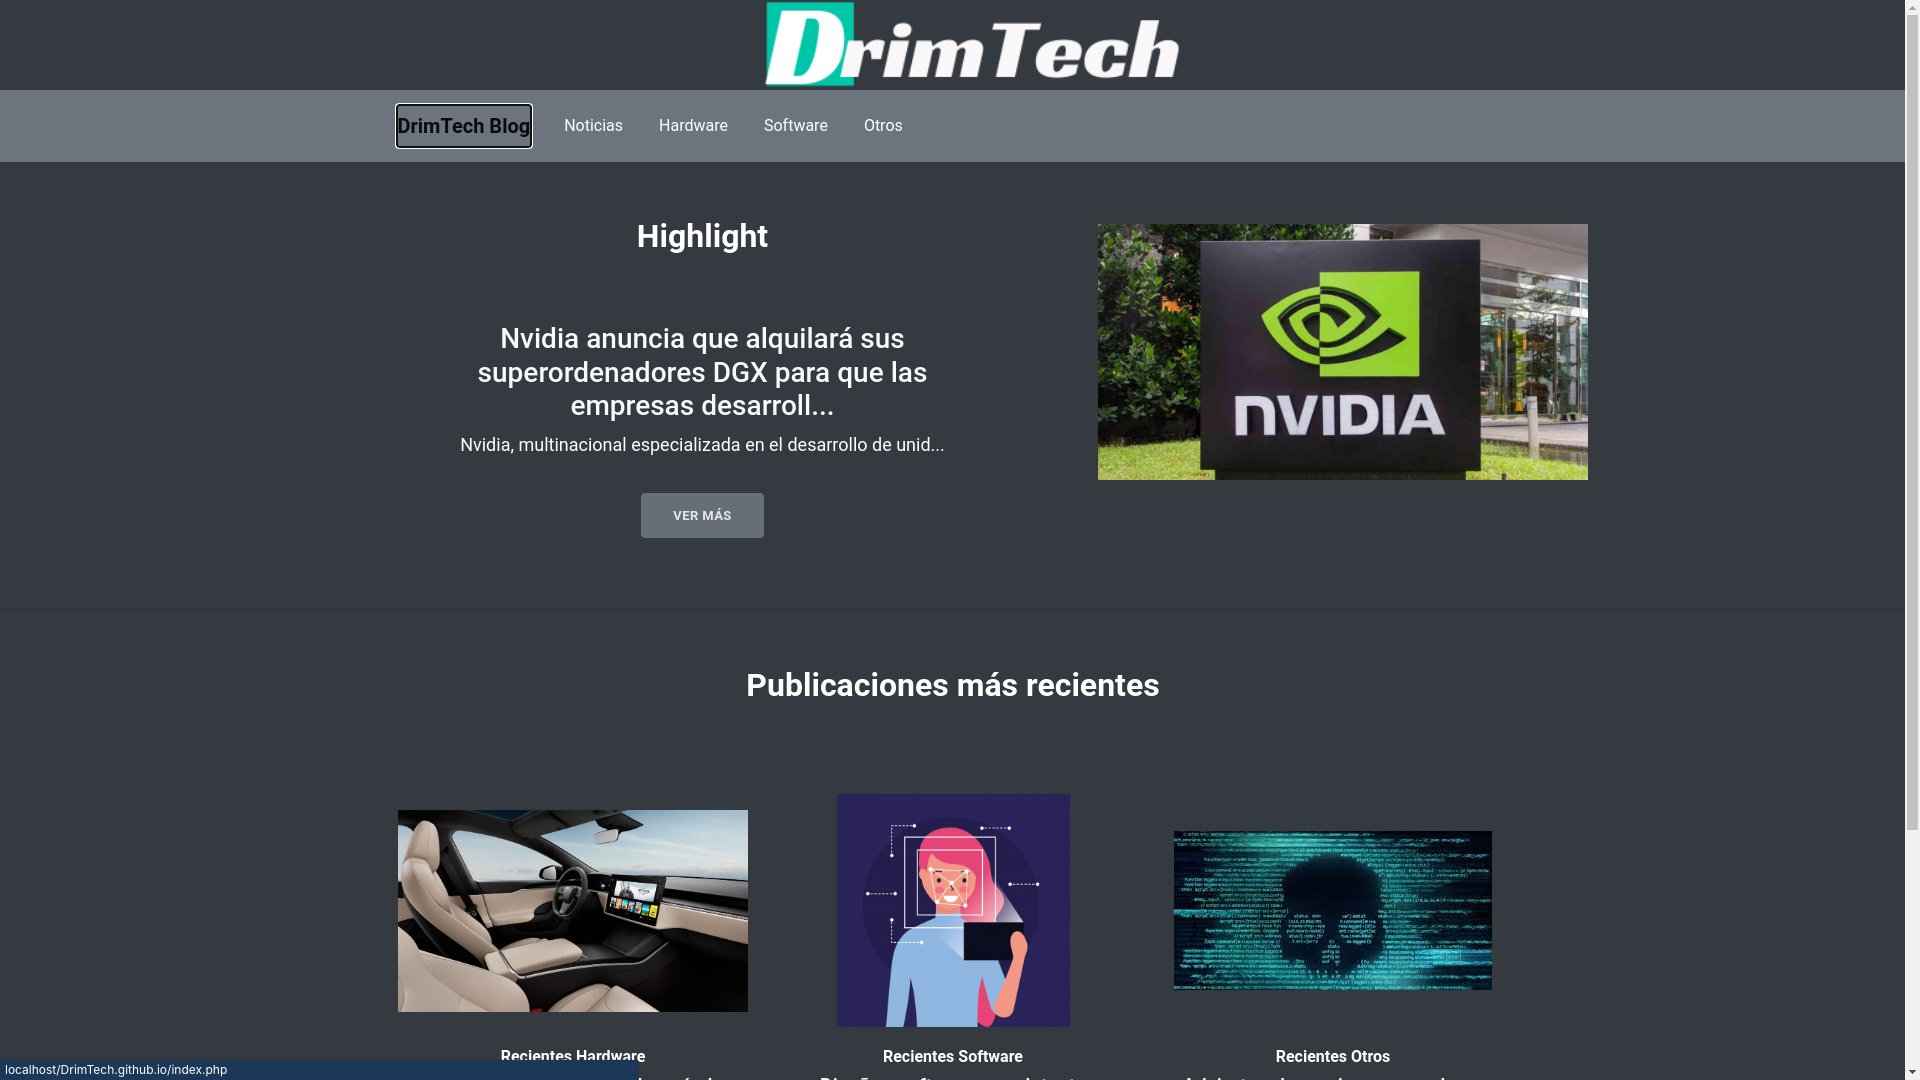 DrimTech
DrimTech Blog Noticias Hardware Software Otros
Highlight
Nvidia anuncia que alquilará sus
superordenadores DGX para que las
empresas desarroll...
Nvidia, multinacional especializada en el desarrollo de unid...
VER MÁS
NVIDIA
Publicaciones más recientes
Recientes Hardware
Recientes Software
Recientes Otros
localhost/DrimTech.github.io/index.php